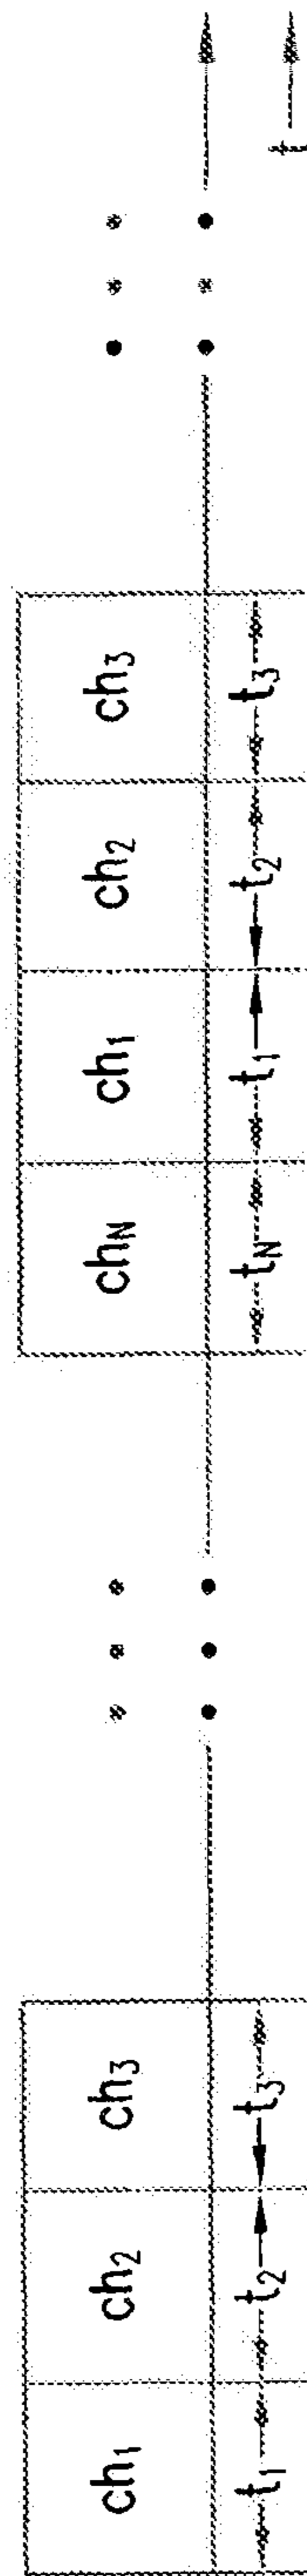 ch₁ ch₂ ch₃ chN ch₁ ch₂ ch₃
t₁ t₂ t₃ tN t₁ t₂ t₃
t